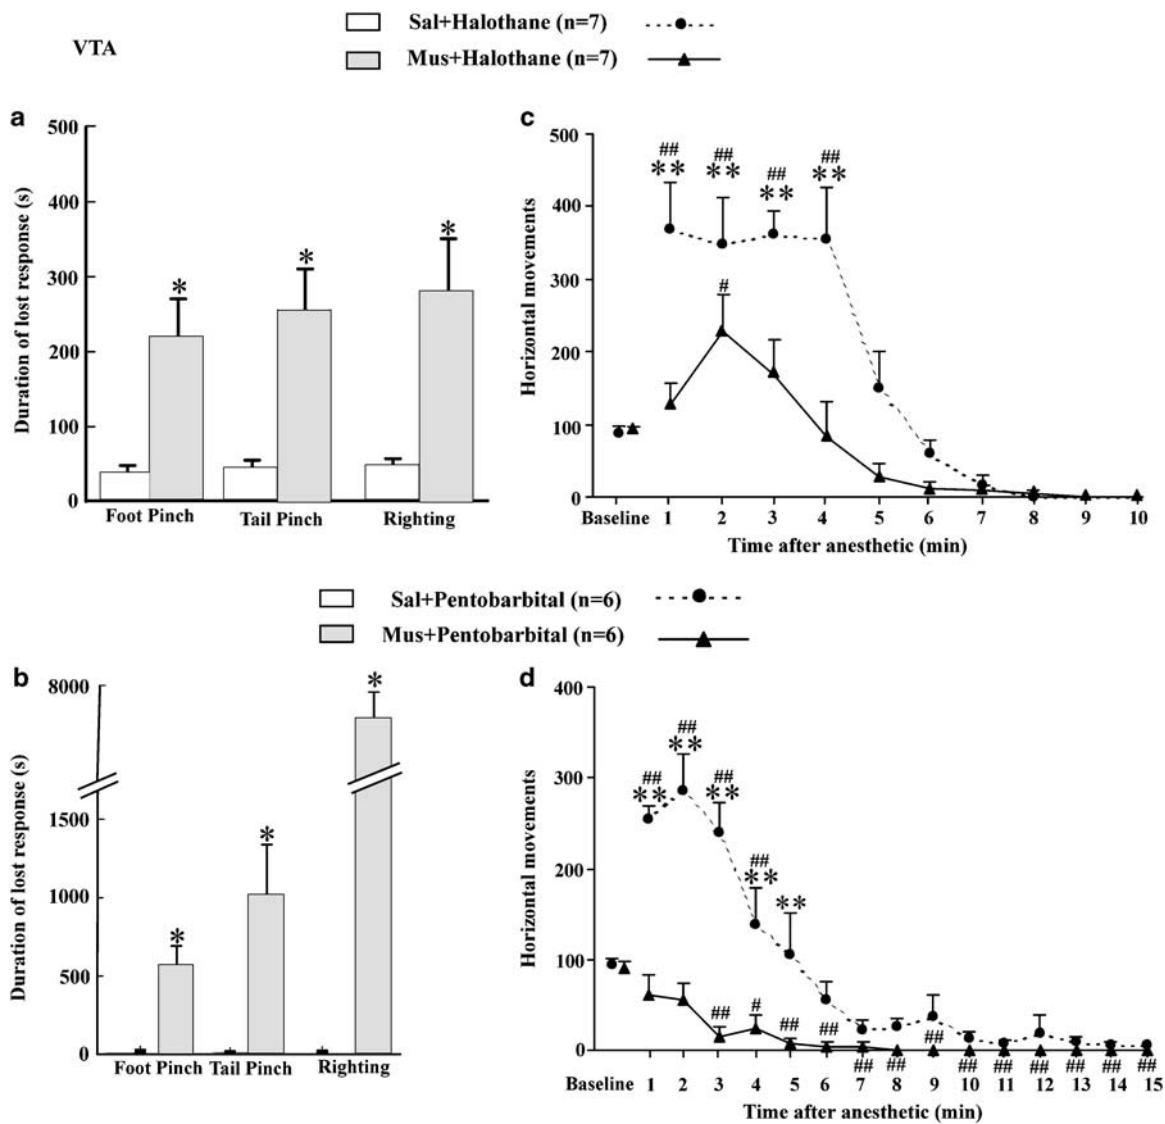 VTA
Sal+Halothane (n=7)
Mus+Halothane (n=7)
a
Duration of lost response (s)
500
400
300
200
100
0
* * *
Foot Pinch Tail Pinch Righting
c
Horizontal movements
500
400
300
200
100
0
## ## ## ##
** ** ** **
#
Baseline 1 2 3 4 5 6 7 8 9 10
Time after anesthetic (min)
Sal+Pentobarbital (n=6)
Mus+Pentobarbital (n=6)
b
Duration of lost response (s)
8000
1500
1000
500
0
* * *
Foot Pinch Tail Pinch Righting
d
Horizontal movements
400
300
200
100
0
## ## ## ##
** ** ** ** **
## # ## ## ##
## ## ## ## ## ## ## ##
Baseline 1 2 3 4 5 6 7 8 9 10 11 12 13 14 15
Time after anesthetic (min)